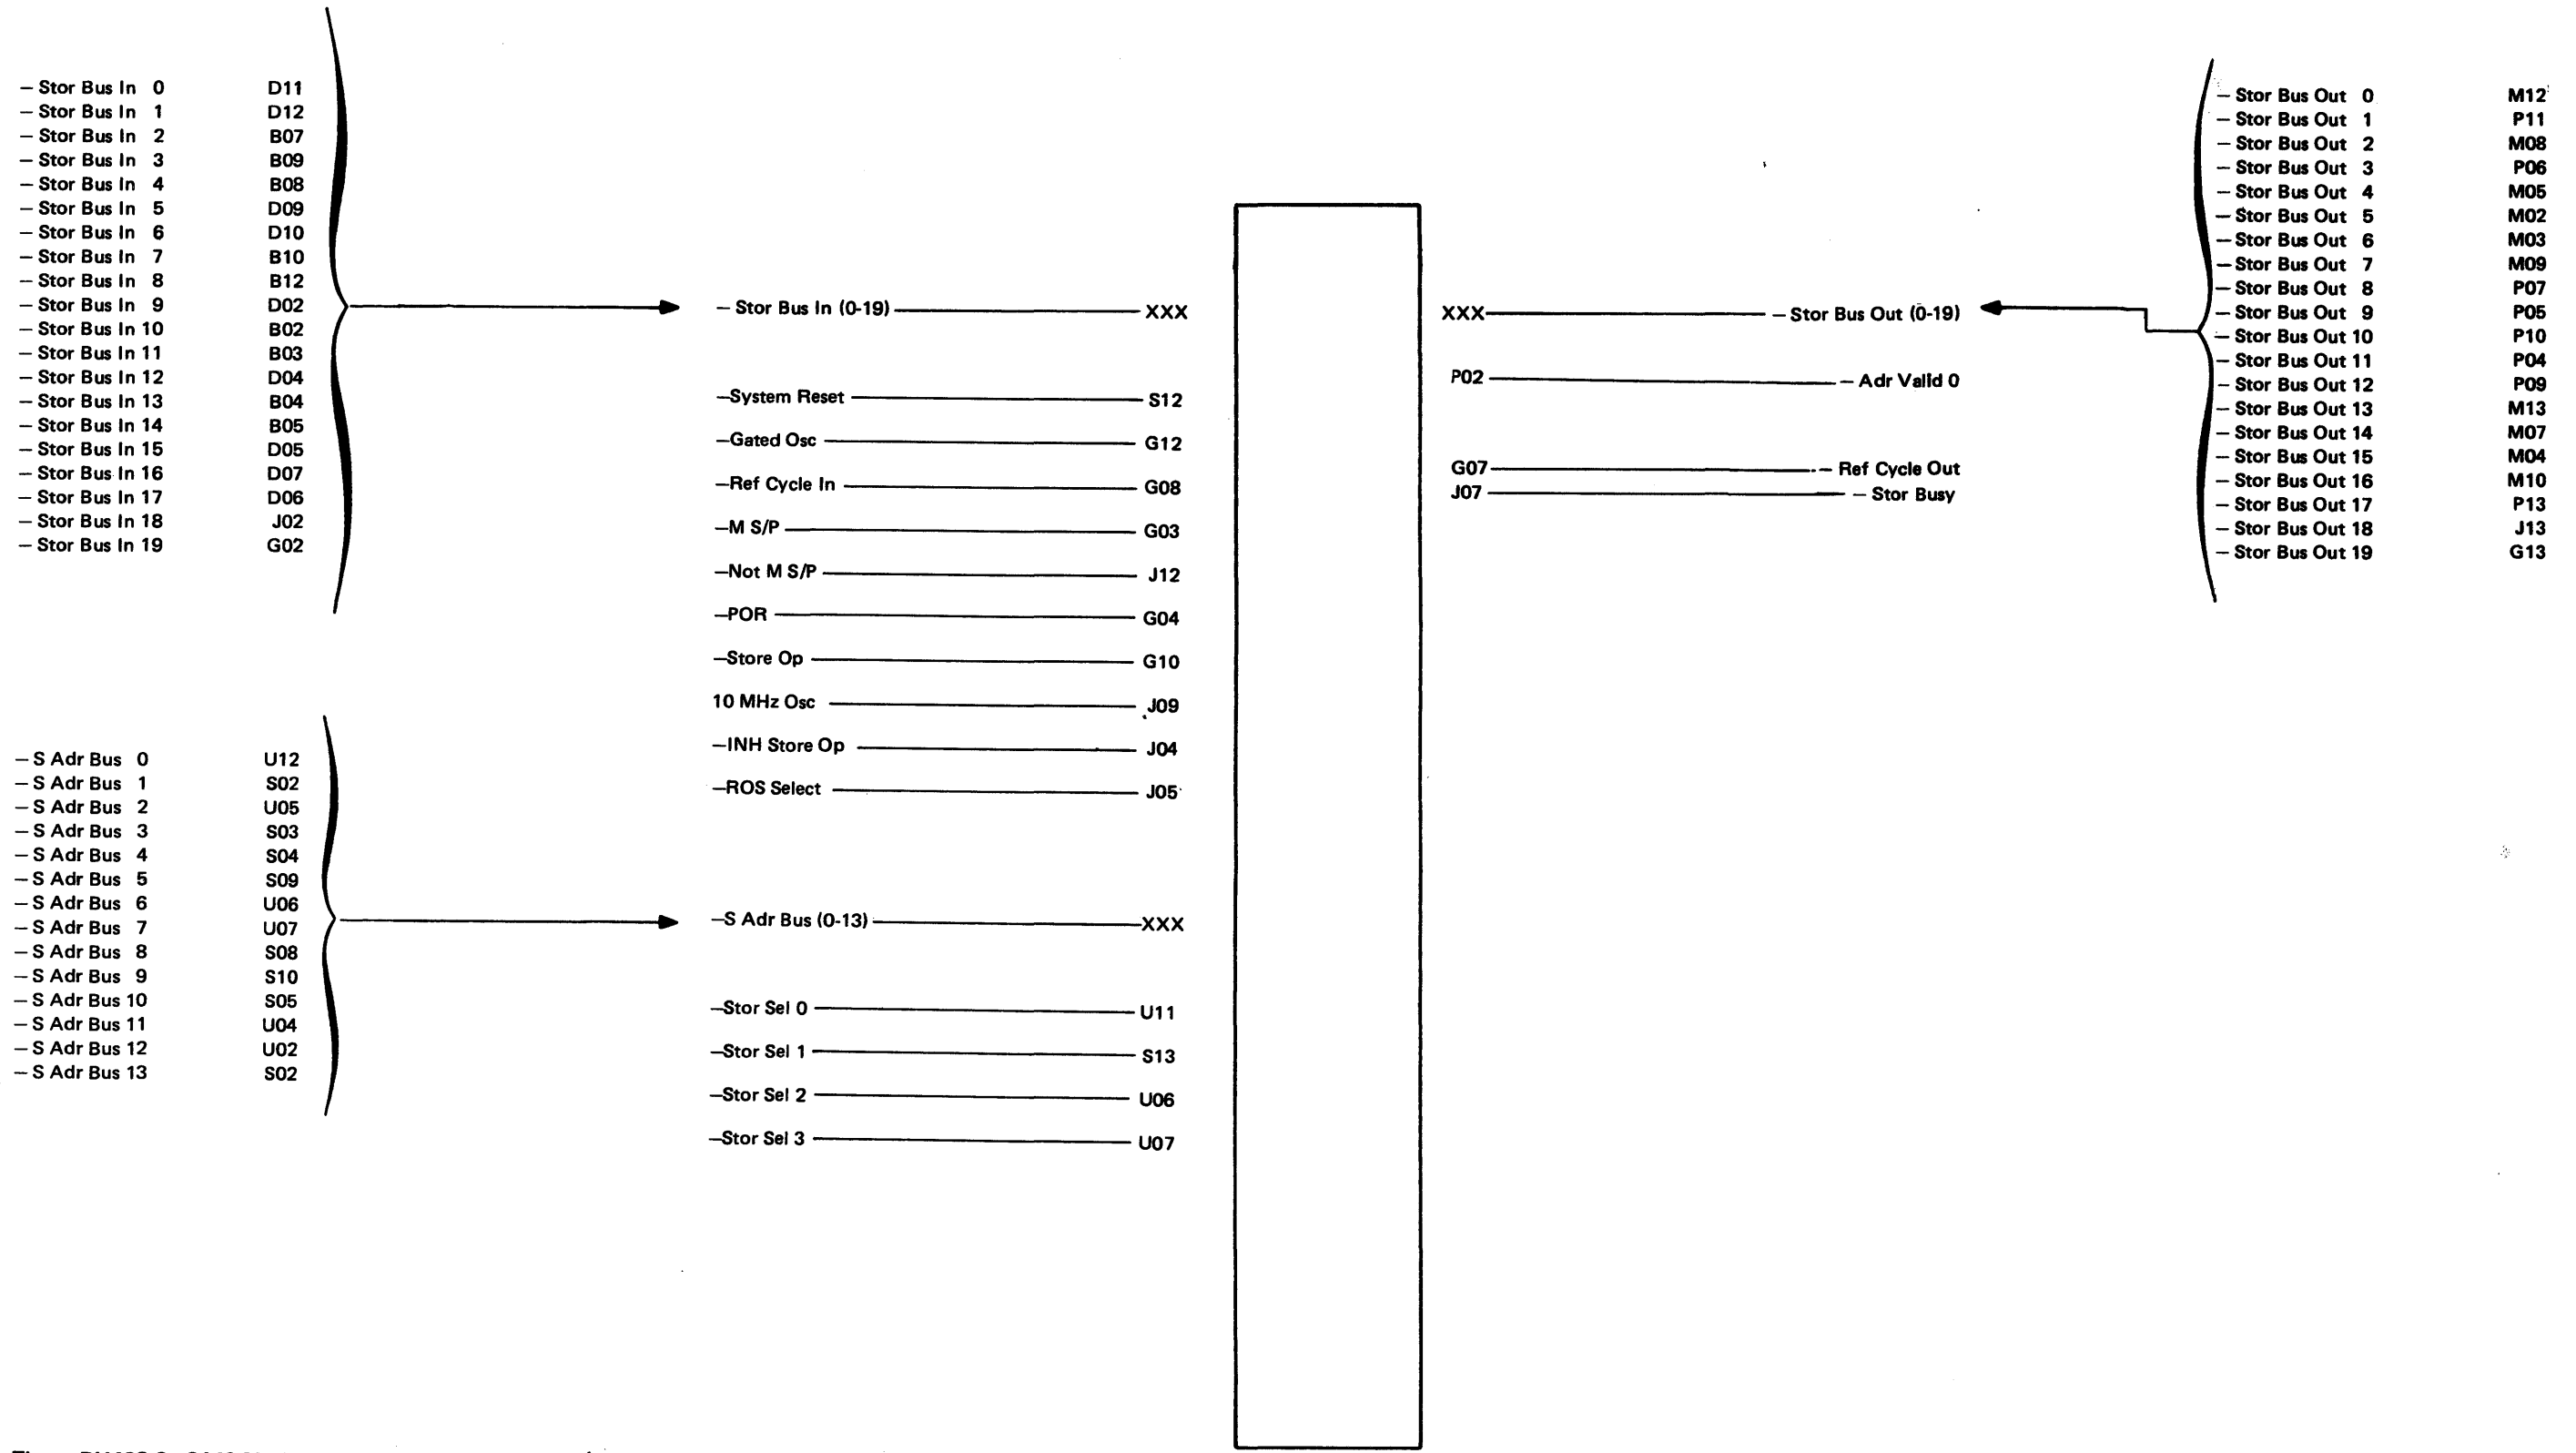 — Stor Bus In 0 D11
— Stor Bus In 1 D12
— Stor Bus In 2 B07
— Stor Bus In 3 B09
— Stor Bus In 4 B08
— Stor Bus In 5 D09
— Stor Bus In 6 D10
— Stor Bus In 7 B10
— Stor Bus In 8 B12
— Stor Bus In 9 D02
— Stor Bus In 10 B02
— Stor Bus In 11 B03
— Stor Bus In 12 D04
— Stor Bus In 13 B04
— Stor Bus In 14 B05
— Stor Bus In 15 D05
— Stor Bus In 16 D07
— Stor Bus In 17 D06
— Stor Bus In 18 J02
— Stor Bus In 19 G02
— S Adr Bus 0 U12
— S Adr Bus 1 S02
— S Adr Bus 2 U05
— S Adr Bus 3 S03
— S Adr Bus 4 S04
— S Adr Bus 5 S09
— S Adr Bus 6 U06
— S Adr Bus 7 U07
— S Adr Bus 8 S08
— S Adr Bus 9 S10
— S Adr Bus 10 S05
— S Adr Bus 11 U04
— S Adr Bus 12 U02
— S Adr Bus 13 S02
— Stor Bus In (0-19) XXX
—System Reset S12
—Gated Osc G12
—Ref Cycle In G08
—M S/P G03
—Not M S/P J12
—POR G04
—Store Op G10
10 MHz Osc J09
—INH Store Op J04
—ROS Select J05
—S Adr Bus (0-13) XXX
—Stor Sel 0 U11
—Stor Sel 1 S13
—Stor Sel 2 U06
—Stor Sel 3 U07
XXX — Stor Bus Out (0-19)
P02 — Adr Valid 0
G07 — Ref Cycle Out
J07 — Stor Busy
— Stor Bus Out 0 M12
— Stor Bus Out 1 P11
— Stor Bus Out 2 M08
— Stor Bus Out 3 P06
— Stor Bus Out 4 M05
— Stor Bus Out 5 M02
— Stor Bus Out 6 M03
— Stor Bus Out 7 M09
— Stor Bus Out 8 P07
— Stor Bus Out 9 P05
— Stor Bus Out 10 P10
— Stor Bus Out 11 P04
— Stor Bus Out 12 P09
— Stor Bus Out 13 M13
— Stor Bus Out 14 M07
— Stor Bus Out 15 M04
— Stor Bus Out 16 M10
— Stor Bus Out 17 P13
— Stor Bus Out 18 J13
— Stor Bus Out 19 G13